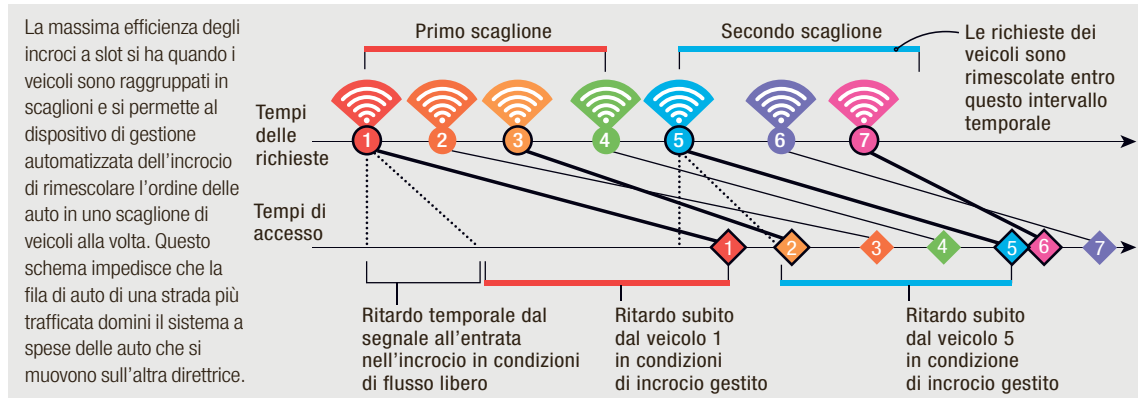 La massima efficienza degli
incroci a slot si ha quando i
veicoli sono raggruppati in
scaglioni e si permette al
dispositivo di gestione
automatizzata dell'incrocio
di rimescolare l'ordine delle
auto in uno scaglione di
veicoli alla volta. Questo
schema impedisce che la
fila di auto di una strada più
trafficata domini il sistema a
spese delle auto che si
muovono sull'altra direttrice.
Primo scaglione
Secondo scaglione
Le richieste dei
veicoli sono
rimescolate entro
questo intervallo
temporale
Tempi
delle
richieste
1 2 3 4 5 6 7
Tempi di
accesso
1 2 3 4 5 6 7
Ritardo temporale dal
segnale all'entrata
nell'incrocio in condizioni
di flusso libero
Ritardo subito
dal veicolo 1
in condizioni
di incrocio gestito
Ritardo subito
dal veicolo 5
in condizione
di incrocio gestito